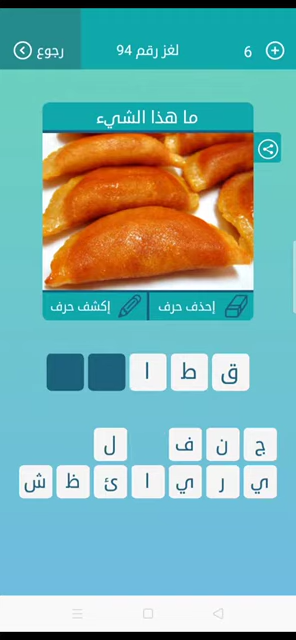 6 لغز رقم 94 رجوع
ما هذا الشيء
إحذف حرف إكشف حرف
ق ط ا
ج ن ف ل
ي ر ي ا ئ ظ ش